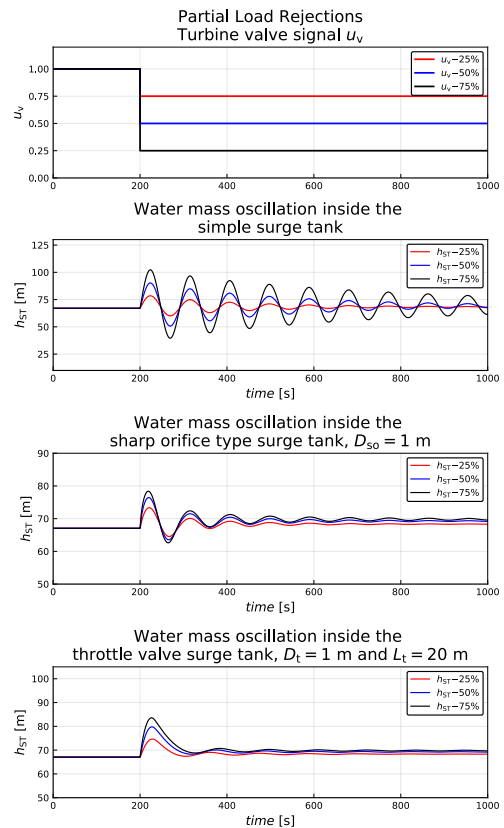 Partial Load Rejections
Turbine valve signal u_v
1.00
0.75
0.50
0.25
0.00
u_v
u_v−25%
u_v−50%
u_v−75%
0 200 400 600 800 1000
Water mass oscillation inside the
simple surge tank
125
100
75
50
25
h_ST [m]
h_ST−25%
h_ST−50%
h_ST−75%
0 200 400 600 800 1000
time [s]
Water mass oscillation inside the
sharp orifice type surge tank, D_so = 1 m
90
80
70
60
50
h_ST [m]
h_ST−25%
h_ST−50%
h_ST−75%
0 200 400 600 800 1000
time [s]
Water mass oscillation inside the
throttle valve surge tank, D_t = 1 m and L_t = 20 m
100
90
80
70
60
50
h_ST [m]
h_ST−25%
h_ST−50%
h_ST−75%
0 200 400 600 800 1000
time [s]